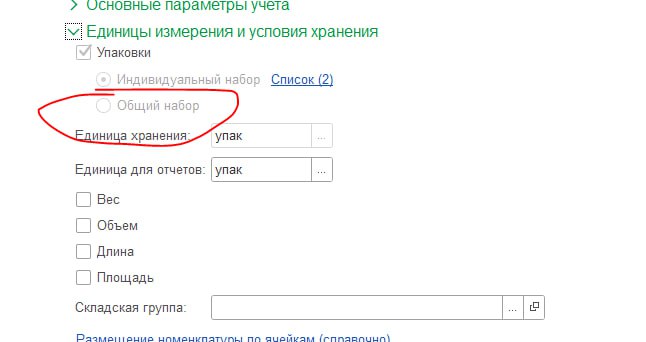 Основные параметры учета
Единицы измерения и условия хранения
Упаковки
Индивидуальный набор Список (2)
Общий набор
Единица хранения: упак ...
Единица для отчетов: упак ...
Вес
Объем
Длина
Площадь
Складская группа: ...
Размещение номенклатуры по ячейкам (справочно)